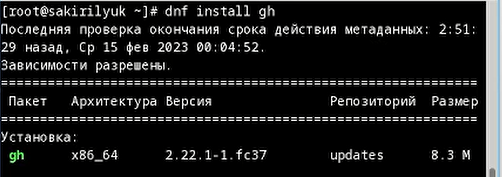 [root@sakirilyuk ~]# dnf install gh
Последняя проверка окончания срока действия метаданных: 2:51:
29 назад, Ср 15 фев 2023 00:04:52.
Зависимости разрешены.
================================================================
Пакет Архитектура Версия Репозиторий Размер
================================================================
Установка:
gh x86_64 2.22.1-1.fc37 updates 8.3 M